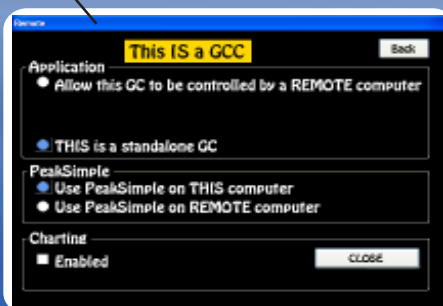 Remote
This IS a GCC
Back
Application
Allow this GC to be controlled by a REMOTE computer
THIS is a standalone GC
PeakSimple
Use PeakSimple on THIS computer
Use PeakSimple on REMOTE computer
Charting
Enabled
CLOSE